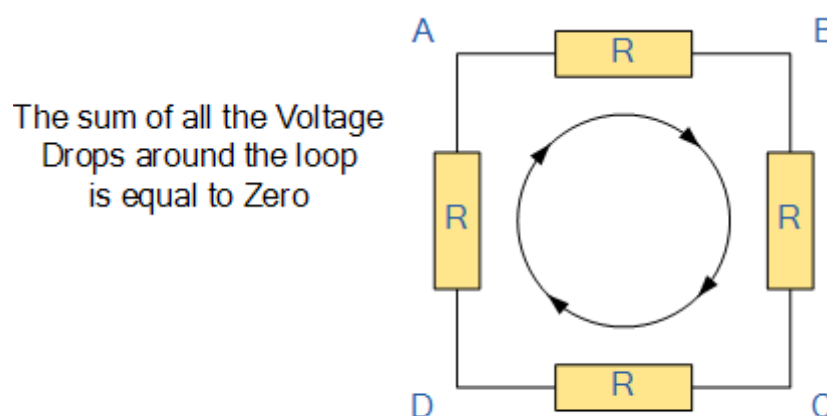 A
B
R
The sum of all the Voltage
Drops around the loop
is equal to Zero
R
R
R
D
C